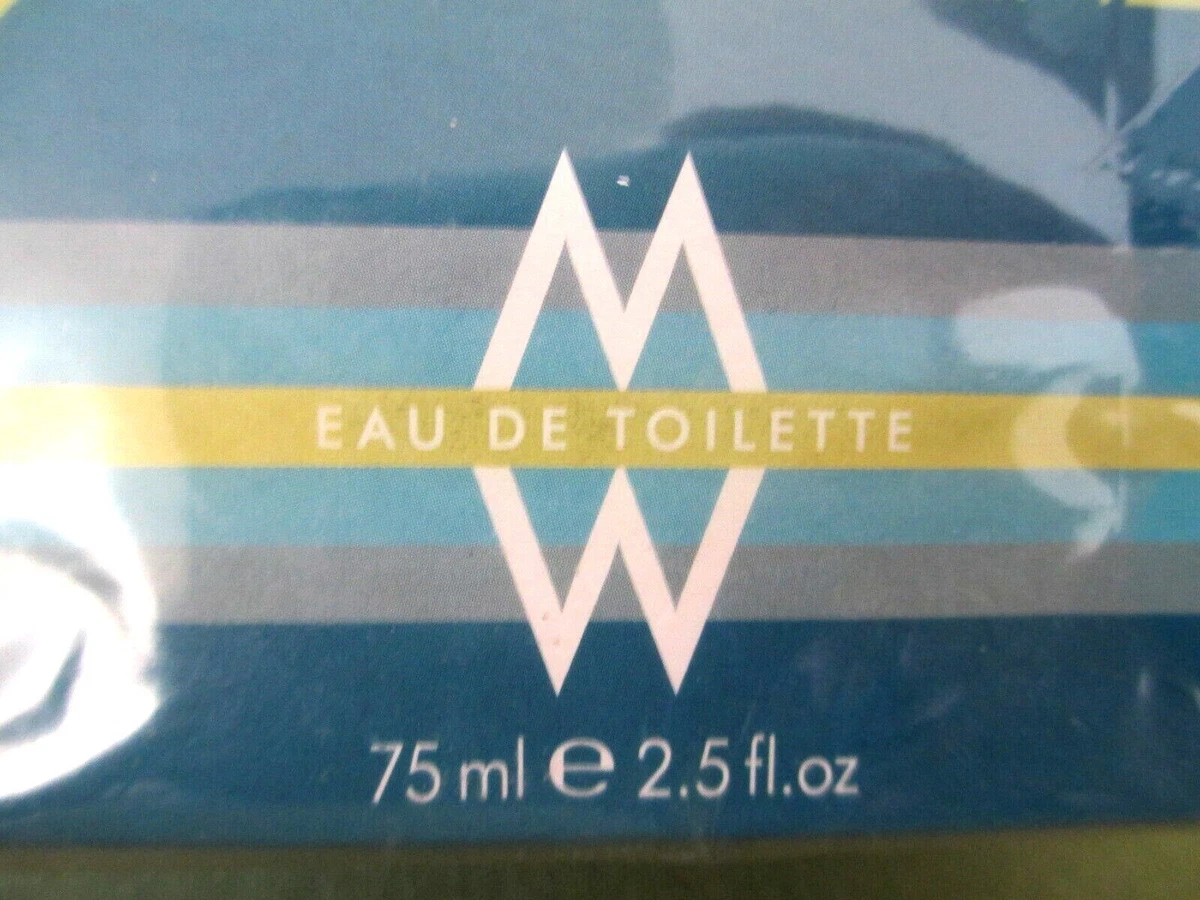 M
EAU DE TOILETTE
W
75 ml e 2.5 fl.oz